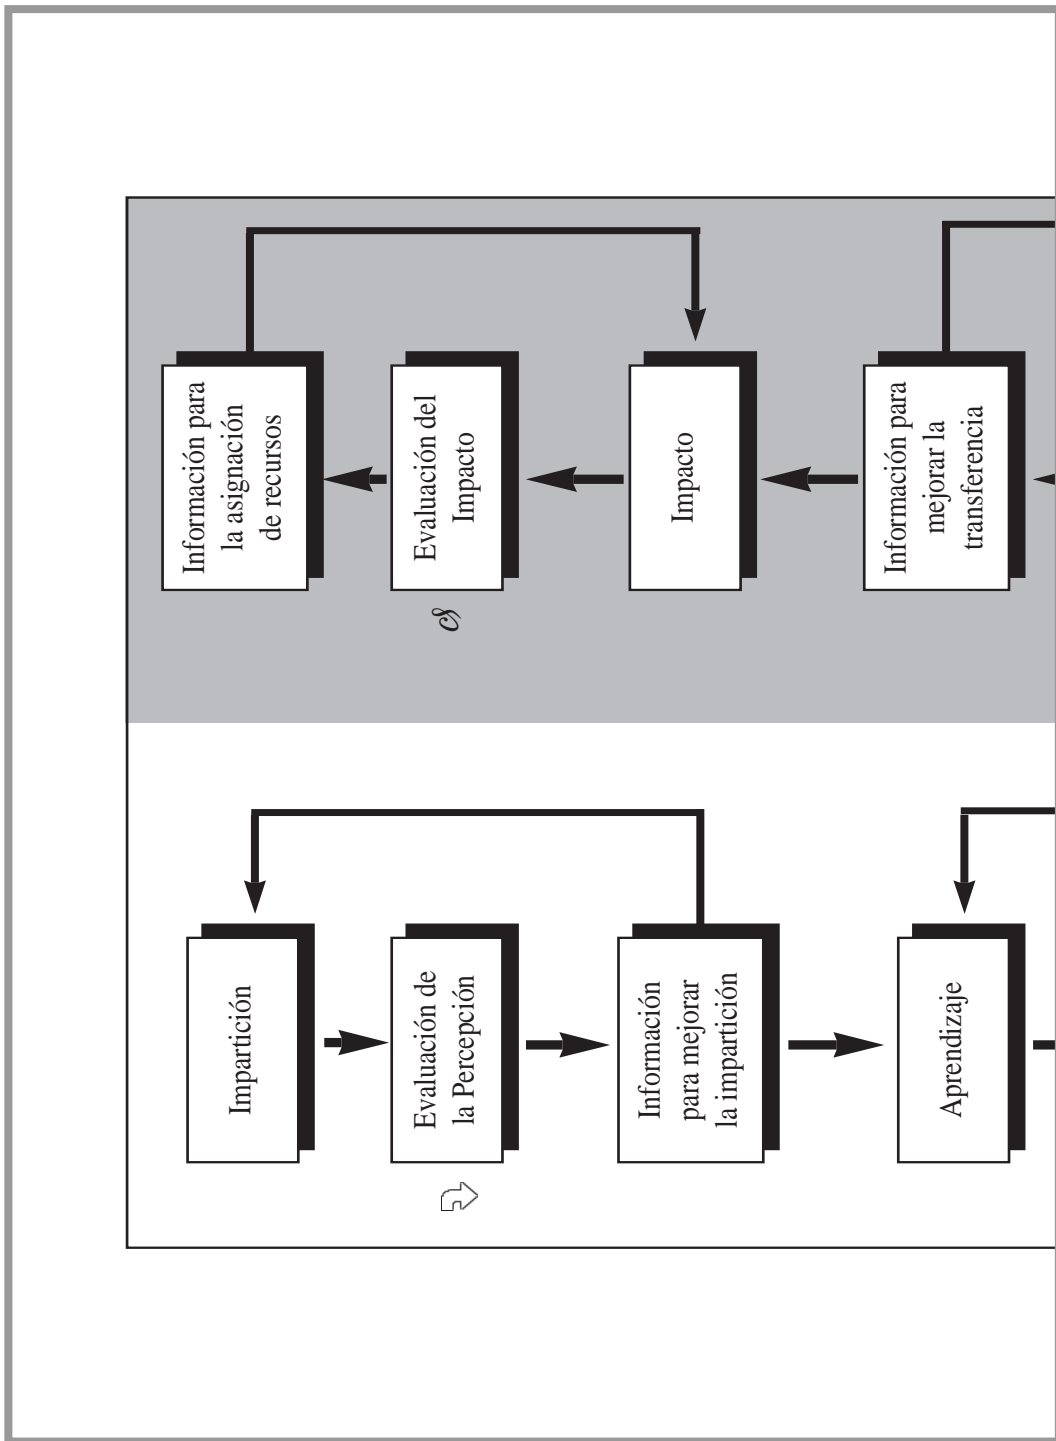 Impartición
Evaluación de
la Percepción
Información
para mejorar
la impartición
Aprendizaje
Información para
la asignación
de recursos
Evaluación del
Impacto
Impacto
Información para
mejorar la
transferencia